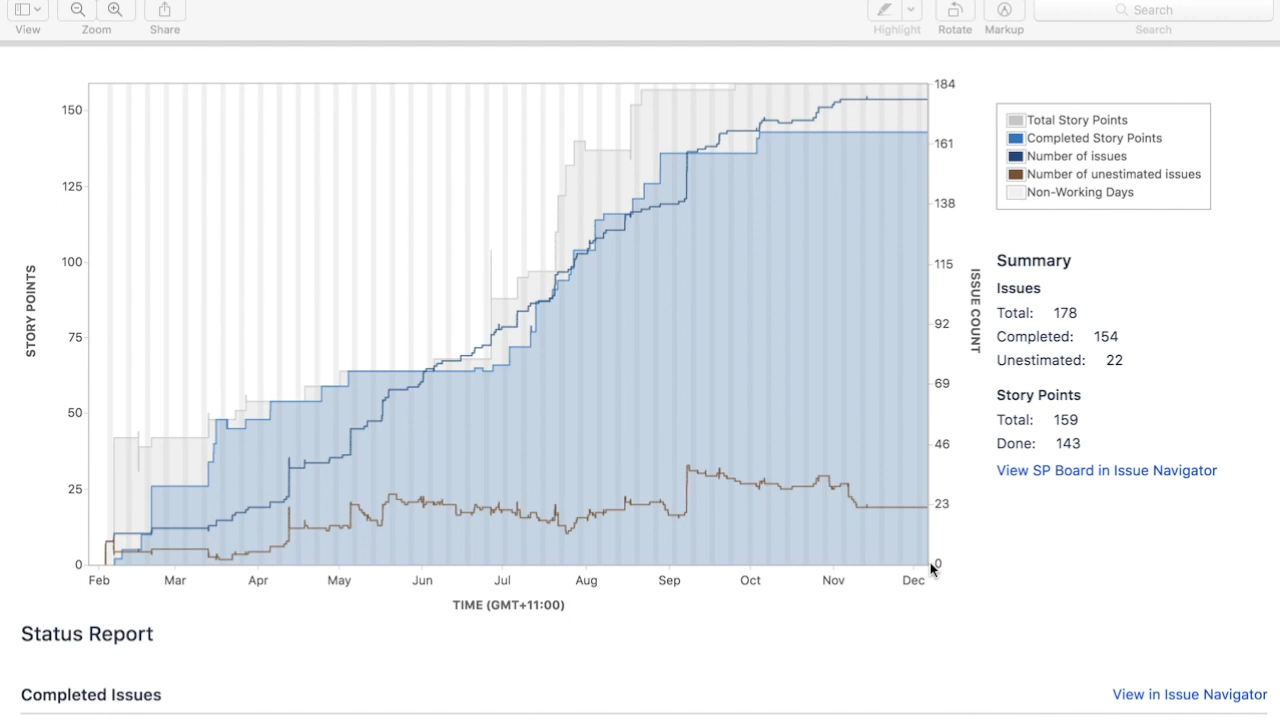 View
Zoom
Share
Highlight
Rotate
Markup
Search
Search
STORY POINTS
150
125
100
75
50
25
0
184
161
138
115
92
69
46
23
0
ISSUE COUNT
Feb Mar Apr May Jun Jul Aug Sep Oct Nov Dec
TIME (GMT+11:00)
Total Story Points
Completed Story Points
Number of issues
Number of unestimated issues
Non-Working Days
Summary
Issues
Total: 178
Completed: 154
Unestimated: 22
Story Points
Total: 159
Done: 143
View SP Board in Issue Navigator
Status Report
Completed Issues
View in Issue Navigator